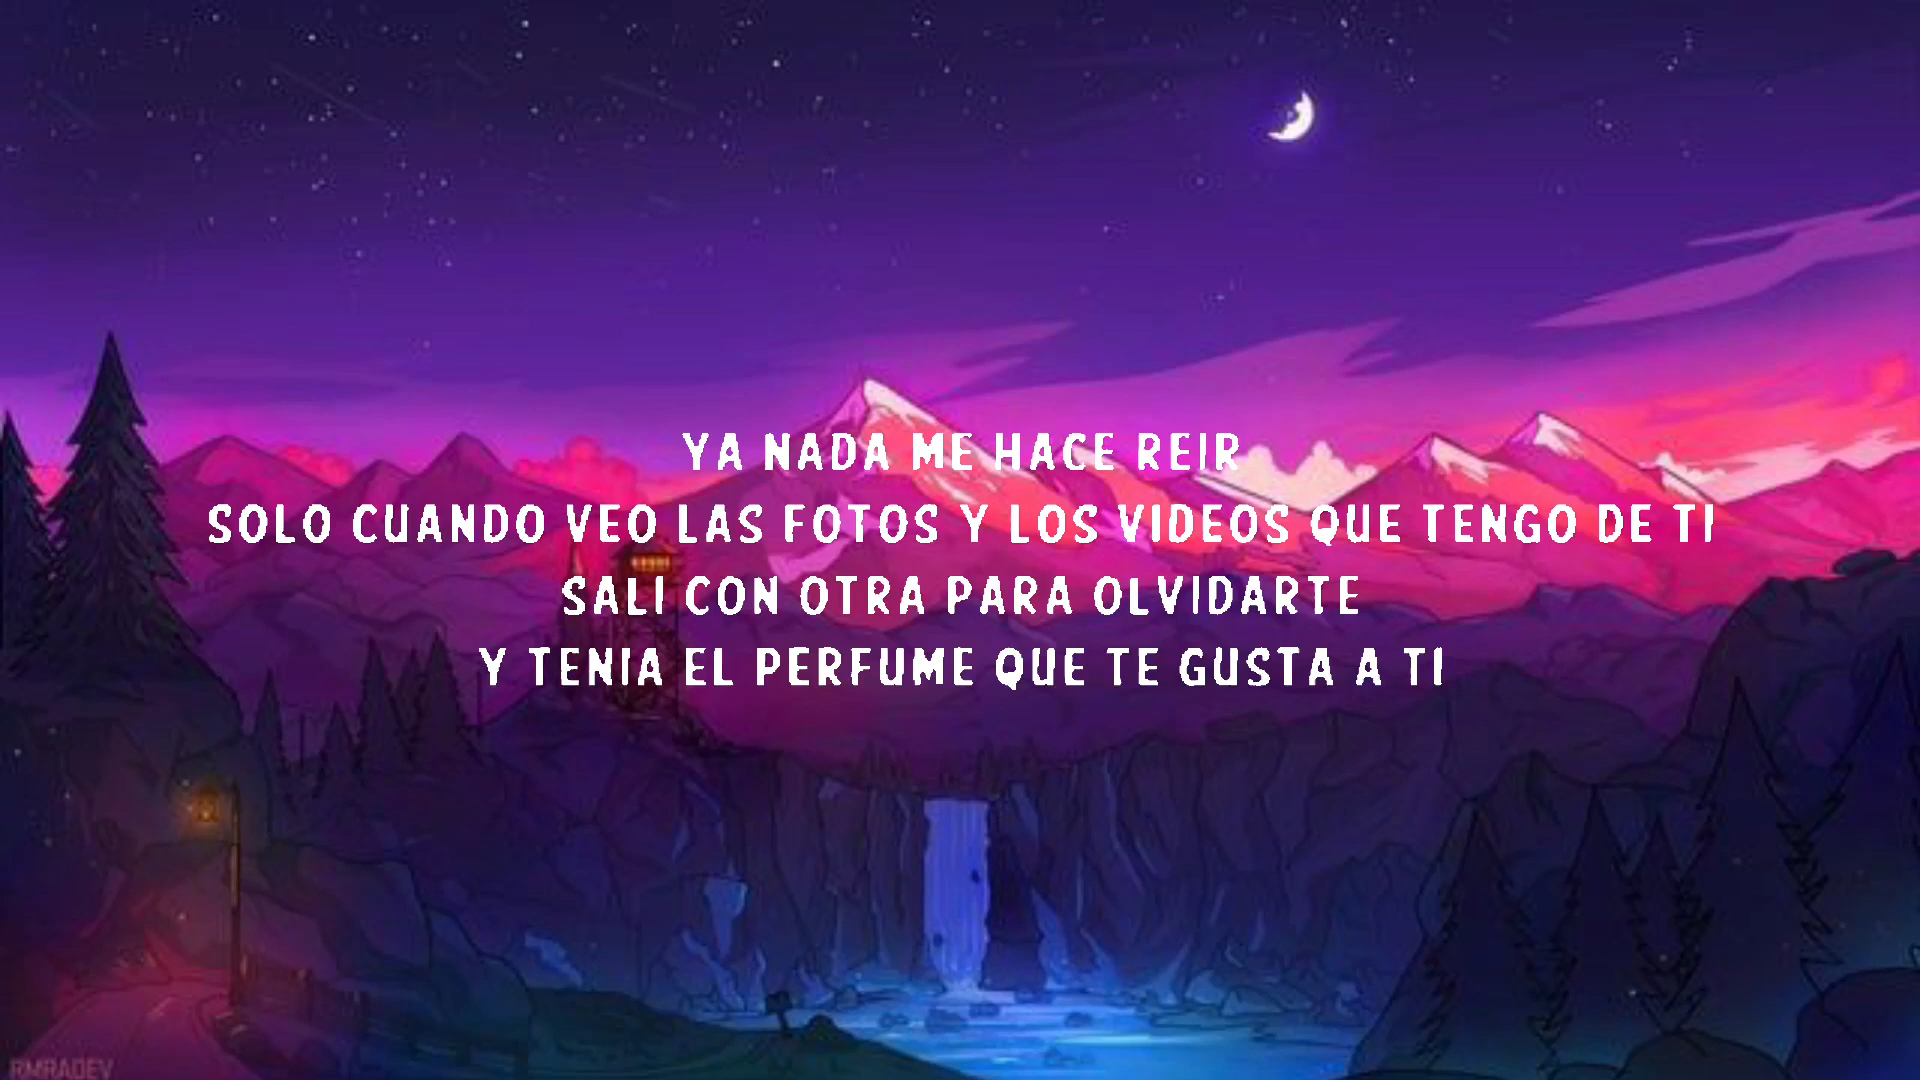 YA NADA ME HACE REIR
SOLO CUANDO VEO LAS FOTOS Y LOS VIDEOS QUE TENGO DE TI
SALI CON OTRA PARA OLVIDARTE
Y TENIA EL PERFUME QUE TE GUSTA A TI
RMRADEV